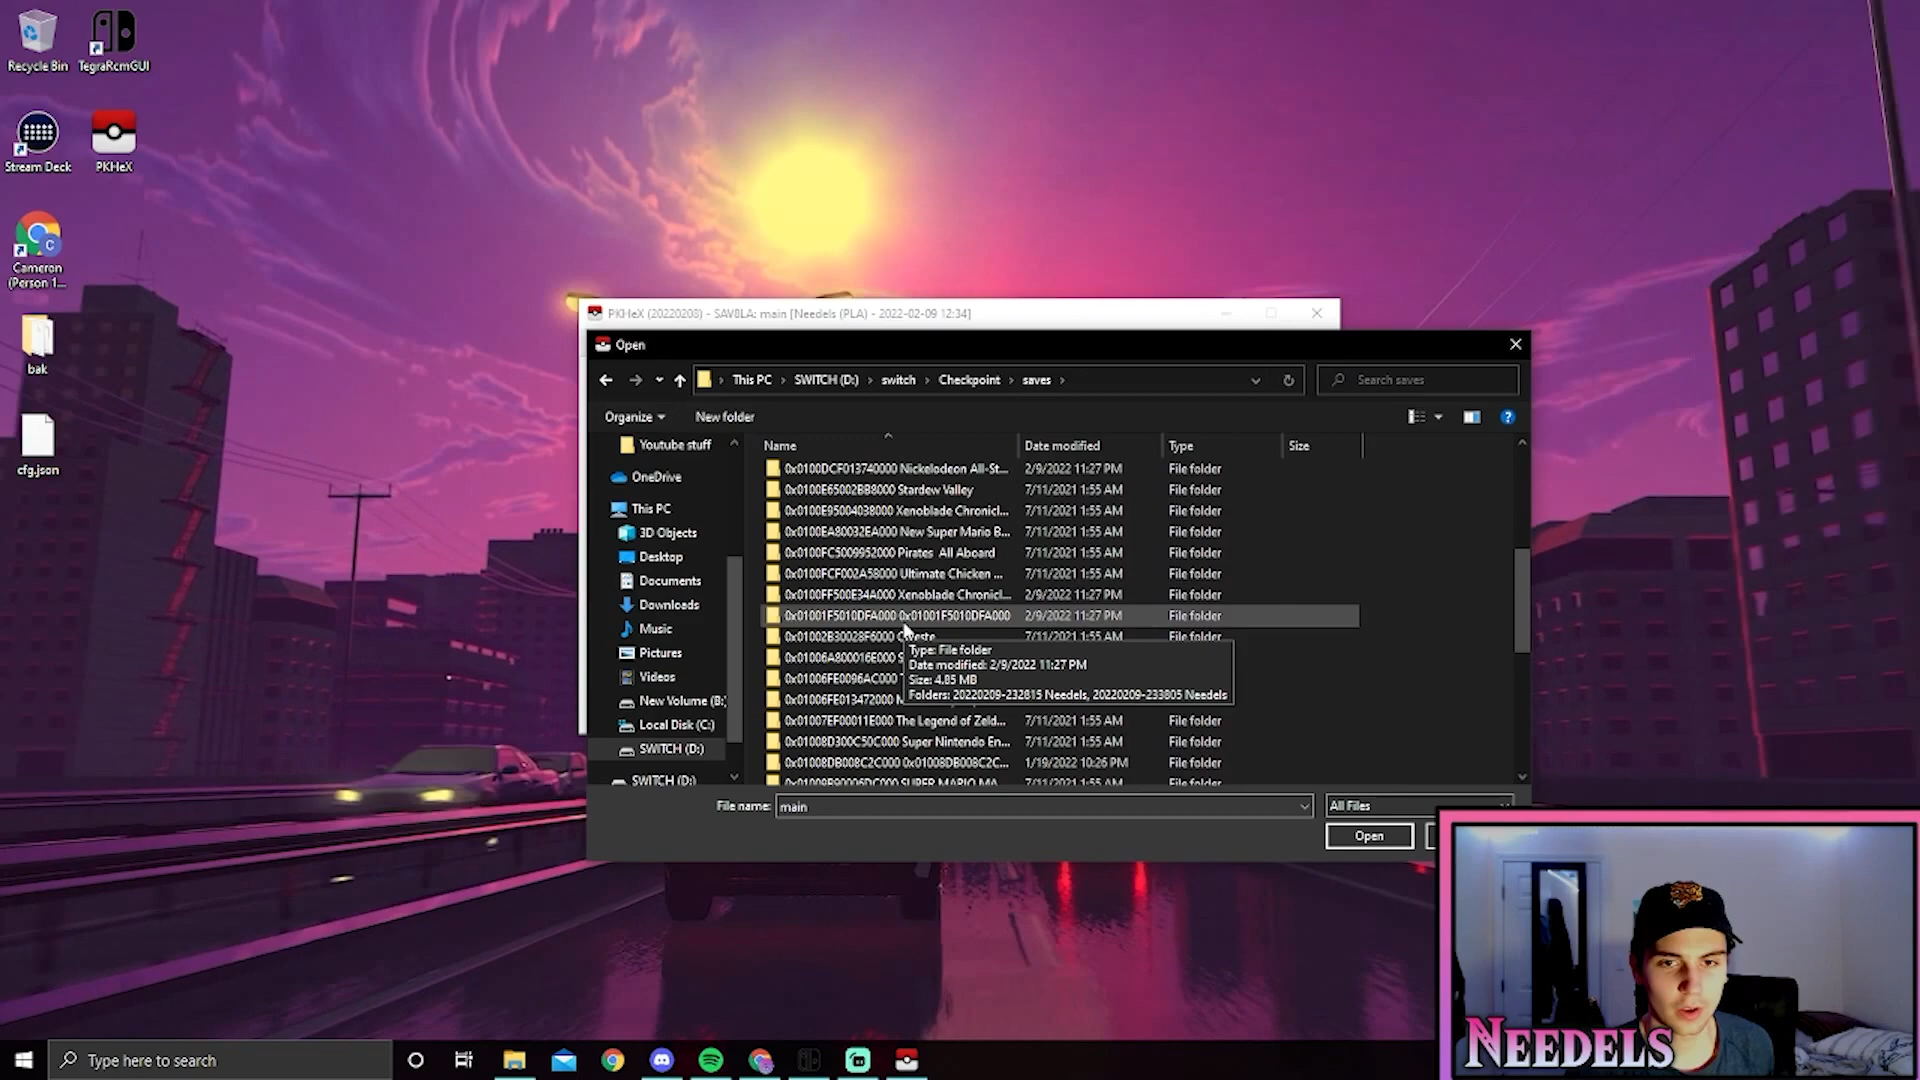 Recycle Bin
TegraRcmGUI
Stream Deck
PKHeX
Cameron
(Person 1...
bak
cfg.json
PKHeX (20220208) - SAV8LA: main [Needels (PLA) - 2022-02-09 12:34]
Open
This PC > SWITCH (D:) > switch > Checkpoint > saves >
Search saves
Organize
New folder
Name
Date modified
Type
Size
Youtube stuff
OneDrive
This PC
3D Objects
Desktop
Documents
Downloads
Music
Pictures
Videos
New Volume (B:)
Local Disk (C:)
SWITCH (D:)
SWITCH (D:)
0x0100DCF013740000 Nickelodeon All-St... 2/9/2022 11:27 PM File folder
0x0100E65002BB8000 Stardew Valley 7/11/2021 1:55 AM File folder
0x0100E95004038000 Xenoblade Chronicl... 7/11/2021 1:55 AM File folder
0x0100EA80032EA000 New Super Mario B... 7/11/2021 1:55 AM File folder
0x0100FC5009952000 Pirates All Aboard 7/11/2021 1:55 AM File folder
0x0100FCF002A58000 Ultimate Chicken ... 7/11/2021 1:55 AM File folder
0x0100FF500E34A000 Xenoblade Chronicl... 2/9/2022 11:27 PM File folder
0x01001F5010DFA000 0x01001F5010DFA000 2/9/2022 11:27 PM File folder
0x01002B30028F6000 7/11/2021 1:55 AM File folder
0x01006A800016E000 S
0x01006FE0096AC000 T
0x01006FE013472000 M
Type: File folder
Date modified: 2/9/2022 11:27 PM
Size: 4.85 MB
Folders: 20220209-232815 Needels, 20220209-233805 Needels
0x01007EF00011E000 The Legend of Zeld... 7/11/2021 1:55 AM File folder
0x01008D300C50C000 Super Nintendo En... 7/11/2021 1:55 AM File folder
0x01008DB008C2C000 0x01008DB008C2C... 1/19/2022 10:26 PM File folder
0x01009B90006DC000 SUPER MARIO MA... 7/11/2021 1:55 AM File folder
File name: main
All Files
Open
NEEDELS
Type here to search